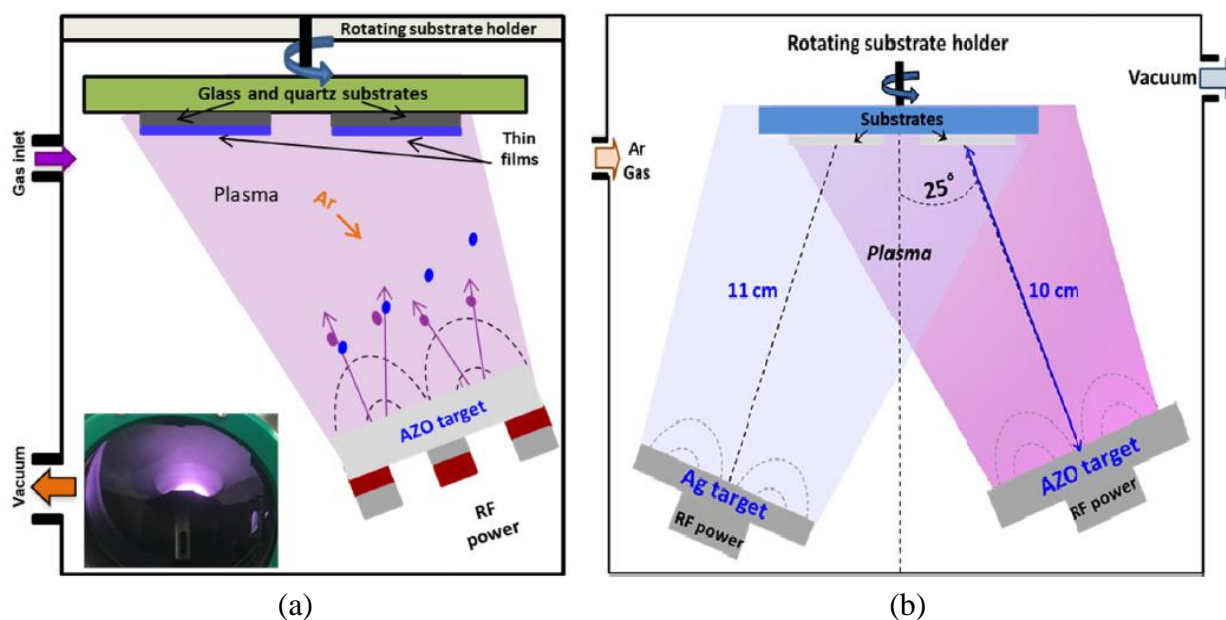 Rotating substrate holder
Glass and quartz substrates
Gas inlet
Thin
films
Plasma
Ar
AZO target
Vacuum
RF
power
(a)
Rotating substrate holder
Vacuum
Substrates
Ar
Gas
25°
Plasma
11 cm
10 cm
Ag target
RF power
AZO target
RF power
(b)